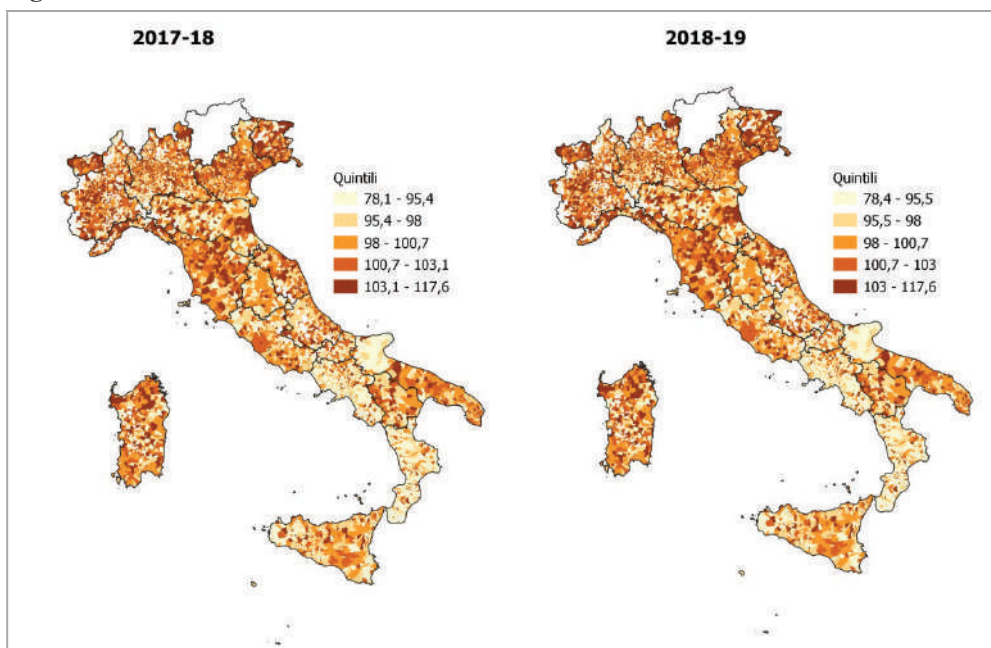 2017-18
2018-19
Quintili
78,1 - 95,4
95,4 - 98
98 - 100,7
100,7 - 103,1
103,1 - 117,6
Quintili
78,4 - 95,5
95,5 - 98
98 - 100,7
100,7 - 103
103 - 117,6